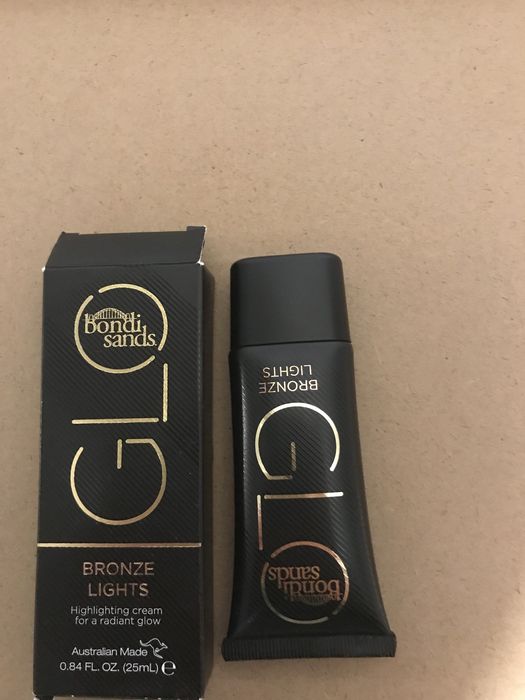 bondi
sands.
GLO
BRONZE
LIGHTS
Highlighting cream
for a radiant glow
Australian Made
0.84 FL. OZ. (25mL) e
BRONZE
LIGHTS
GLO
bondi
sands